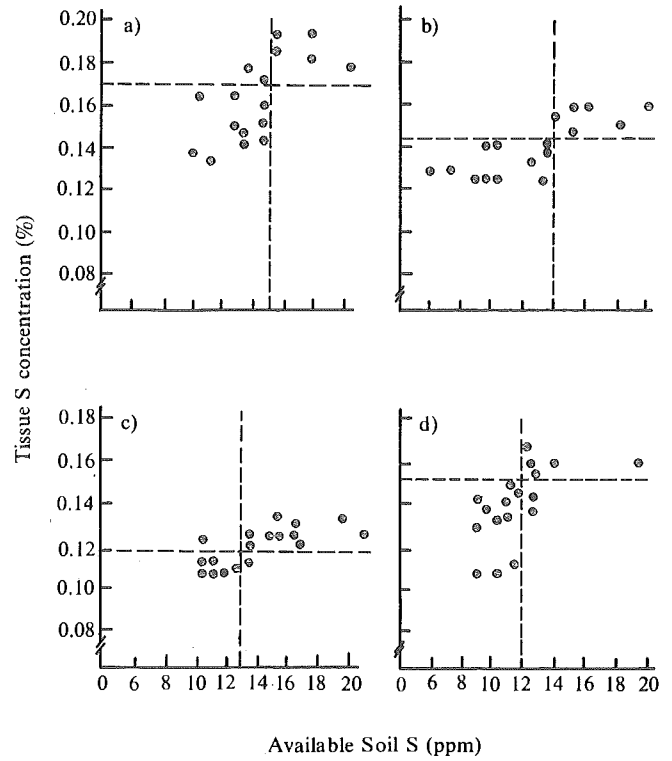 a)
b)
0.20
0.18
0.16
0.14
0.12
0.10
0.08
Tissue S concentration (%)
c)
d)
0.18
0.16
0.14
0.12
0.10
0.08
0 6 8 10 12 14 16 18 20
0 6 8 10 12 14 16 18 20
Available Soil S (ppm)